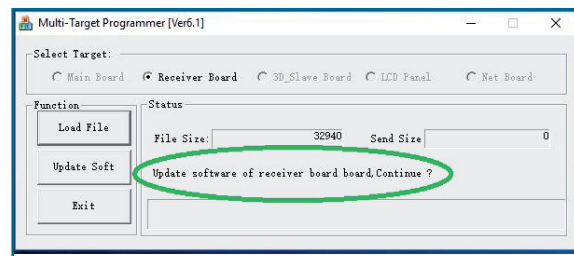 Multi-Target Programmer [Ver6.1]
Select Target:
Main Board Receiver Board 3D_Slave Board LCD Panel Net Board
Function
Status
Load File
File Size: 32940 Send Size 0
Update Soft
Update software of receiver board board,Continue ?
Exit